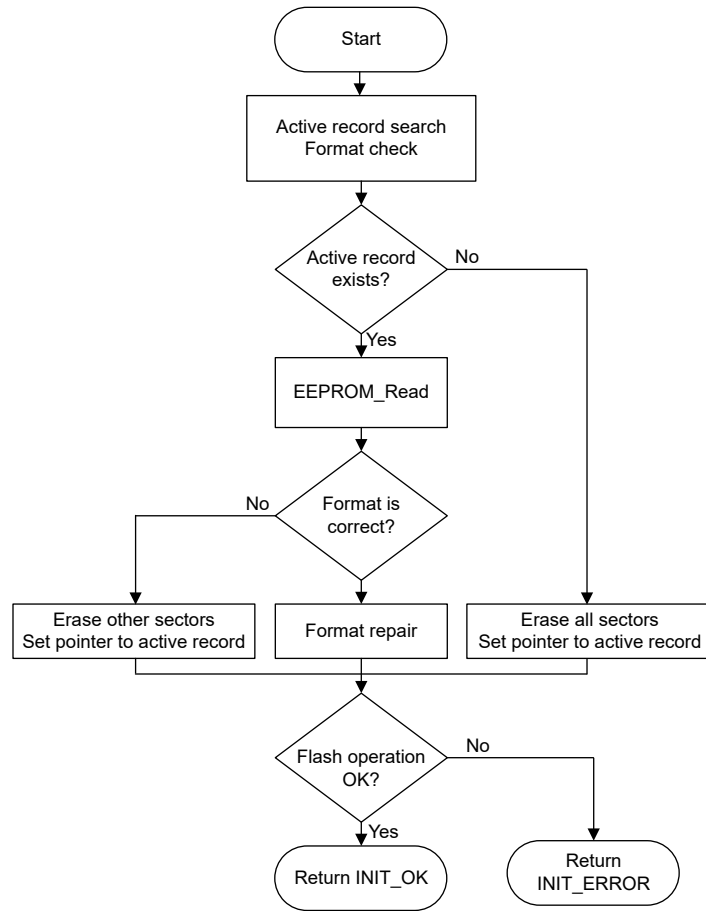 Start
Active record search
Format check
Active record
exists?
No
Yes
EEPROM_Read
No
Format is
correct?
Erase other sectors
Set pointer to active record
Format repair
Erase all sectors
Set pointer to active record
Flash operation
OK?
No
Yes
Return INIT_OK
Return
INIT_ERROR